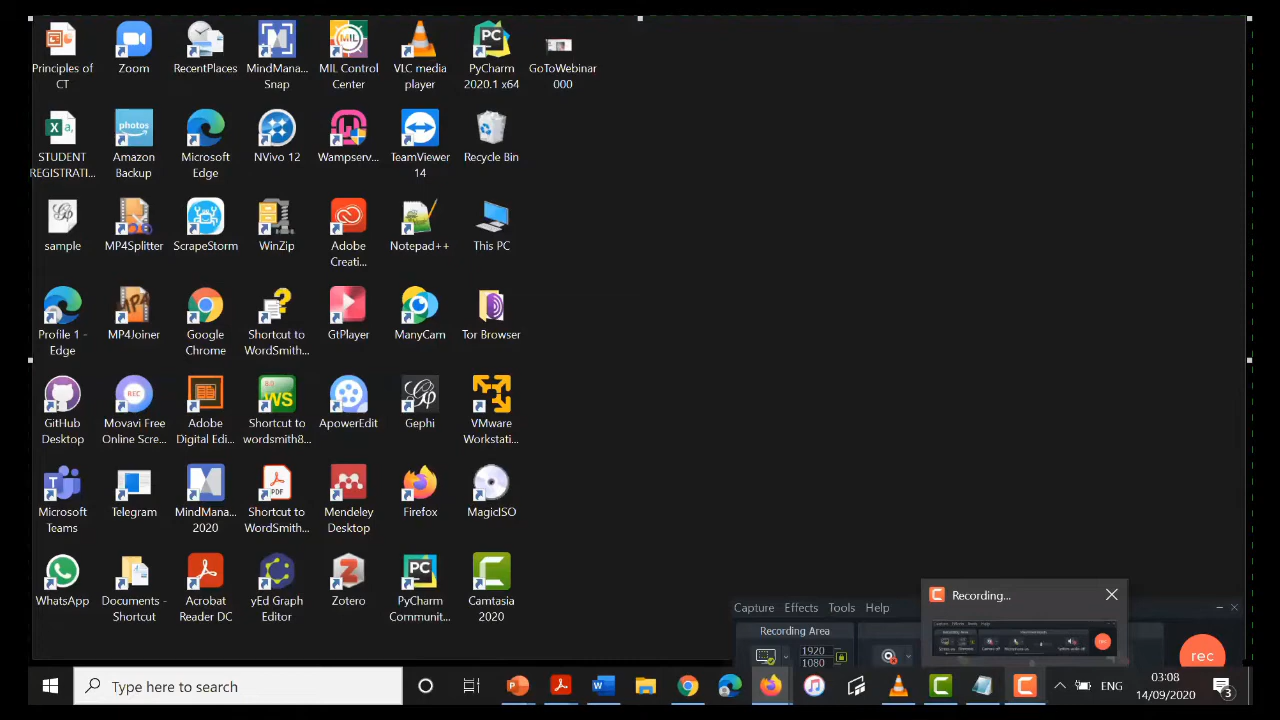 Principles of CT
Zoom
RecentPlaces
MindMana... Snap
MIL Control Center
VLC media player
PyCharm 2020.1 x64
GoToWebinar 000
STUDENT REGISTRATI...
Amazon Backup
Microsoft Edge
NVivo 12
Wampserv...
TeamViewer 14
Recycle Bin
sample
MP4Splitter
ScrapeStorm
WinZip
Adobe Creati...
Notepad++
This PC
Profile 1 - Edge
MP4Joiner
Google Chrome
Shortcut to WordSmith...
GtPlayer
ManyCam
Tor Browser
GitHub Desktop
Movavi Free Online Scre...
Adobe Digital Edi...
Shortcut to wordsmith8...
ApowerEdit
Gephi
VMware Workstati...
Microsoft Teams
Telegram
MindMana... 2020
Shortcut to WordSmith...
Mendeley Desktop
Firefox
MagicISO
WhatsApp
Documents - Shortcut
Acrobat Reader DC
yEd Graph Editor
Zotero
PyCharm Communit...
Camtasia 2020
Recording...
Capture Effects Tools Help
Recording Area
1920
1080
rec
Type here to search
ENG
03:08
14/09/2020
3